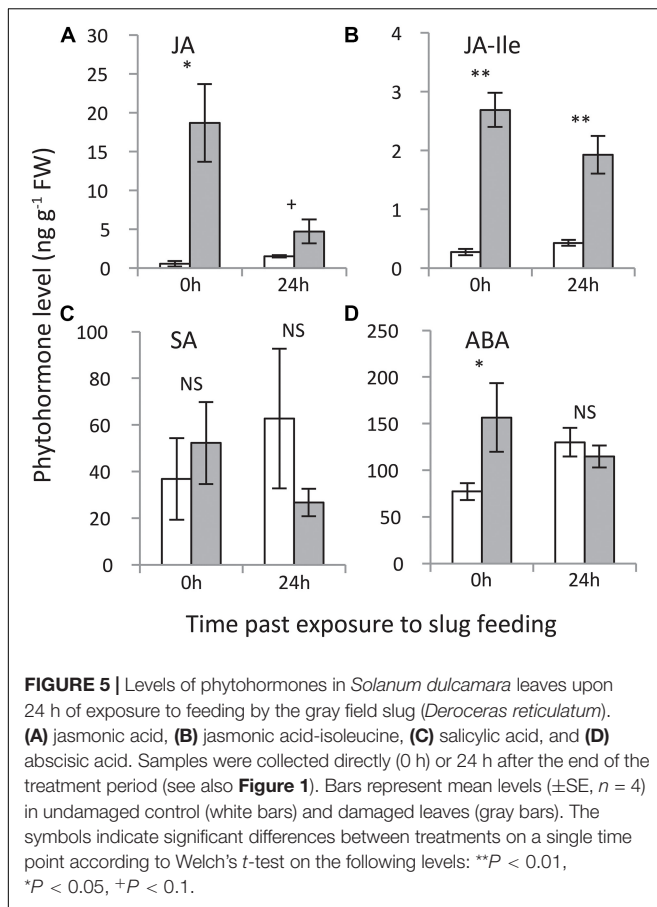 A JA
B JA-Ile
30
25
20
15
10
5
0
*
+
0h 24h
4
3
2
1
0
**
**
0h 24h
C SA
D ABA
100
80
60
40
20
0
NS
NS
0h 24h
250
200
150
100
50
0
*
NS
0h 24h
Phytohormone level (ng g⁻¹ FW)
Time past exposure to slug feeding
FIGURE 5 | Levels of phytohormones in Solanum dulcamara leaves upon
24 h of exposure to feeding by the gray field slug (Deroceras reticulatum).
(A) jasmonic acid, (B) jasmonic acid-isoleucine, (C) salicylic acid, and (D)
abscisic acid. Samples were collected directly (0 h) or 24 h after the end of the
treatment period (see also Figure 1). Bars represent mean levels (±SE, n = 4)
in undamaged control (white bars) and damaged leaves (gray bars). The
symbols indicate significant differences between treatments on a single time
point according to Welch's t-test on the following levels: **P < 0.01,
*P < 0.05, ⁺P < 0.1.